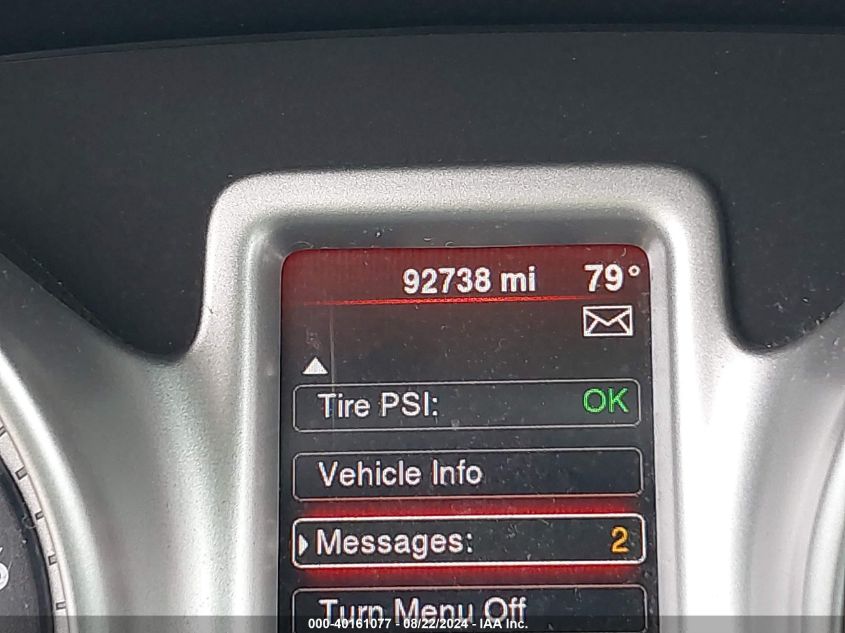 92738 mi 79°
Tire PSI: OK
Vehicle Info
Messages: 2
Turn Menu Off
000-40161077 - 08/22/2024 - IAA Inc.